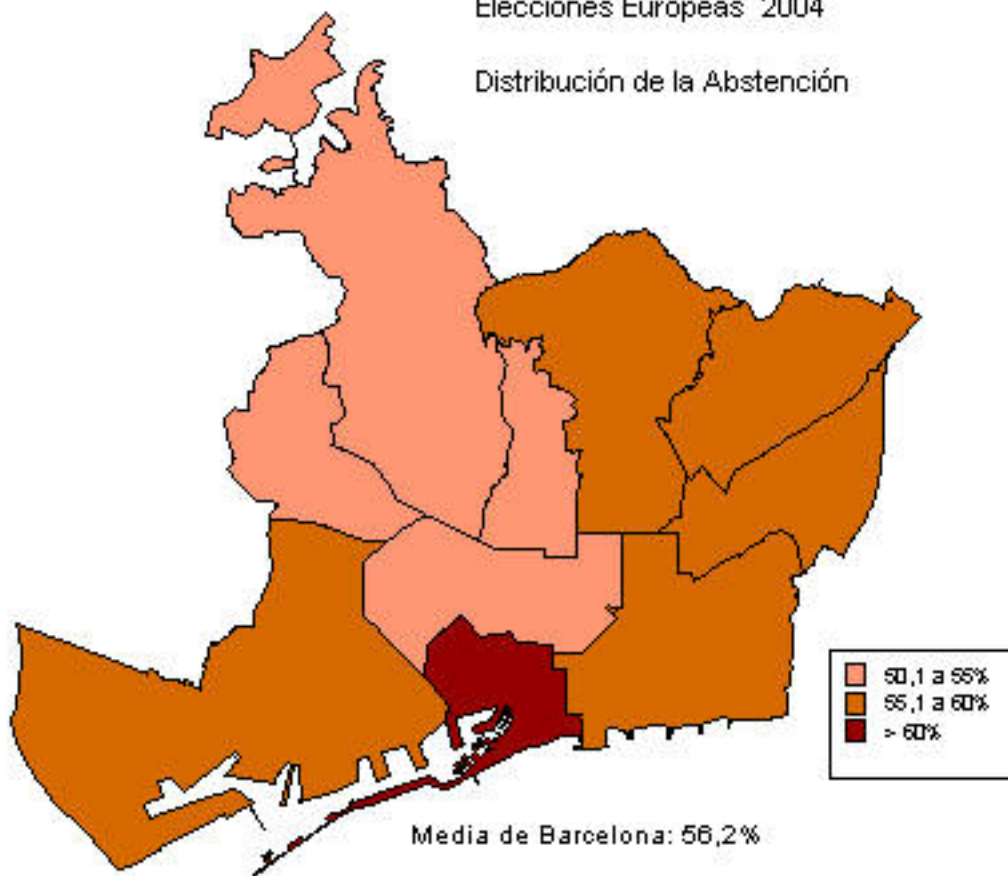 Elecciones Europeas 2004
Distribución de la Abstención
50,1 a 55%
55,1 a 60%
> 60%
Media de Barcelona: 56,2%